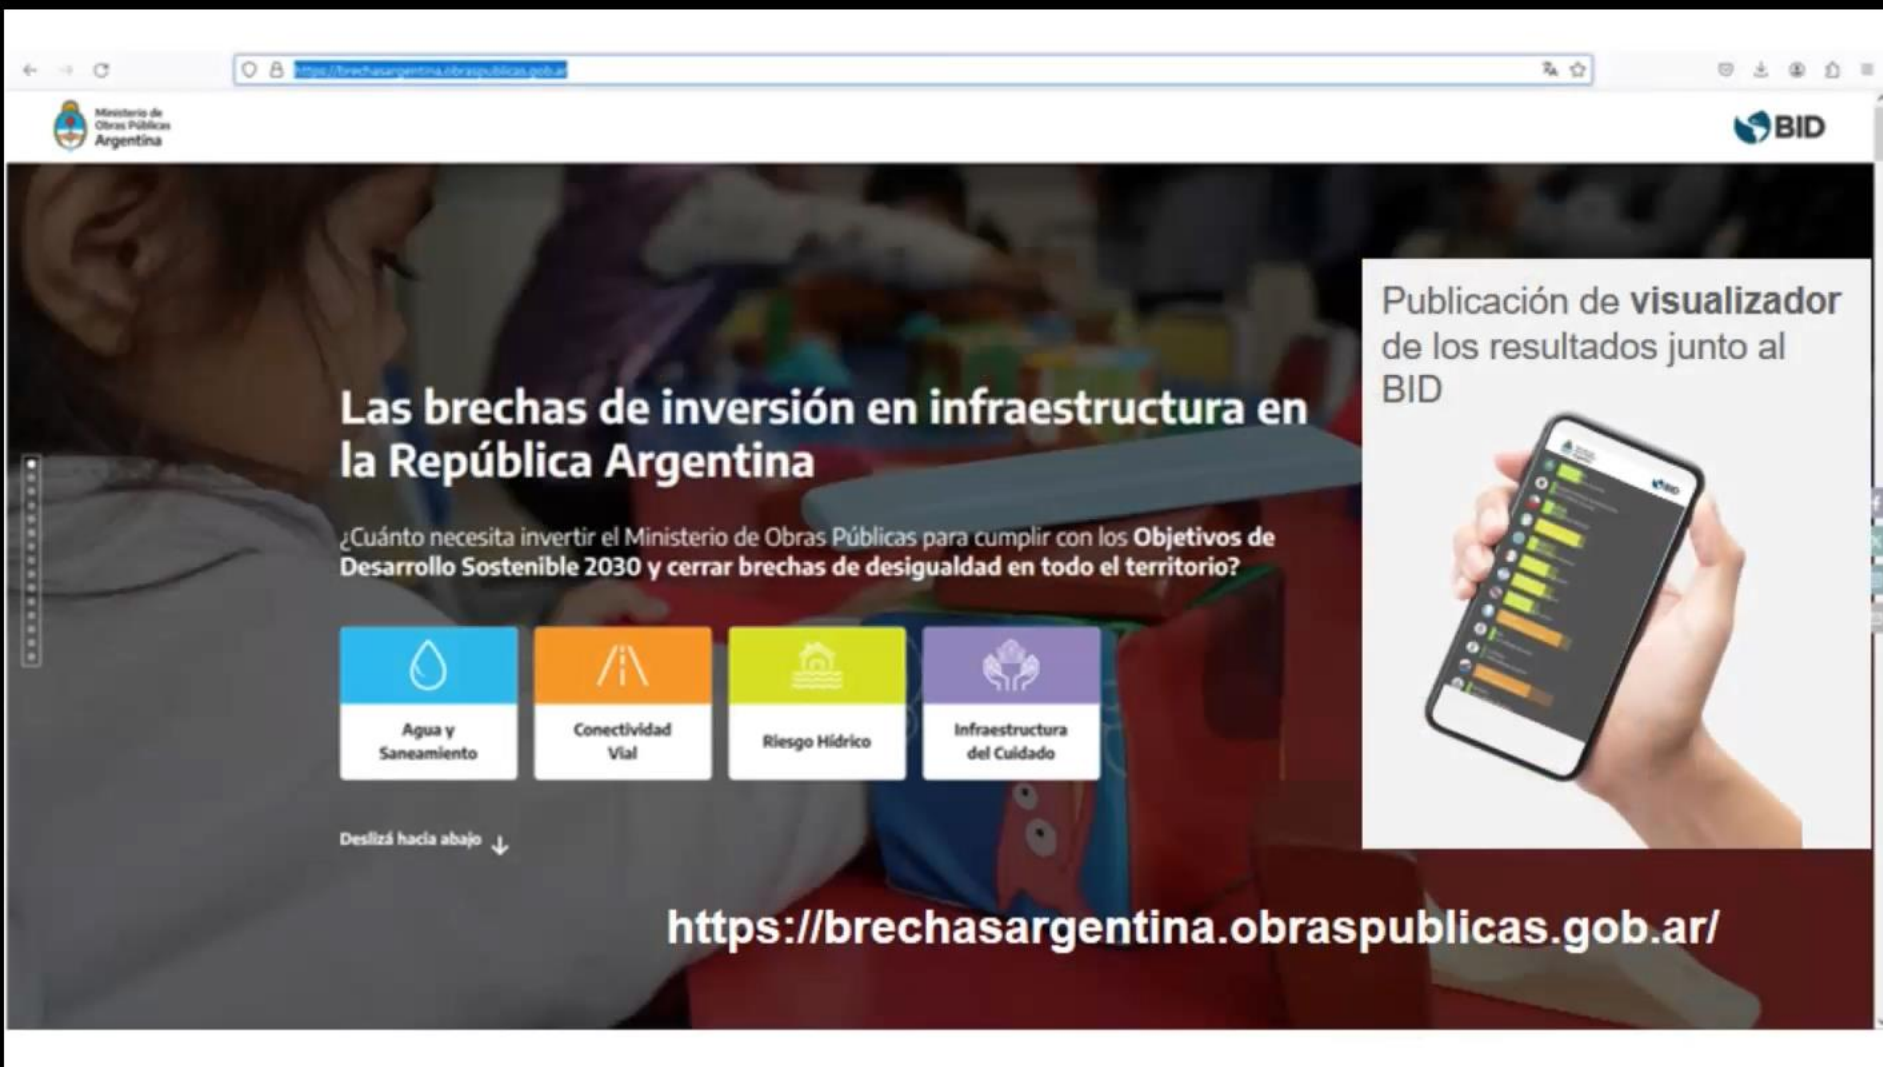 https://brechasargentina.obraspublicas.gob.ar
Ministerio de
Obras Públicas
Argentina
BID
Publicación de visualizador
de los resultados junto al
BID
Las brechas de inversión en infraestructura en
la República Argentina
¿Cuánto necesita invertir el Ministerio de Obras Públicas para cumplir con los Objetivos de
Desarrollo Sostenible 2030 y cerrar brechas de desigualdad en todo el territorio?
Agua y
Saneamiento
Conectividad
Vial
Riesgo Hídrico
Infraestructura
del Cuidado
Deslizá hacia abajo
https://brechasargentina.obraspublicas.gob.ar/
BID